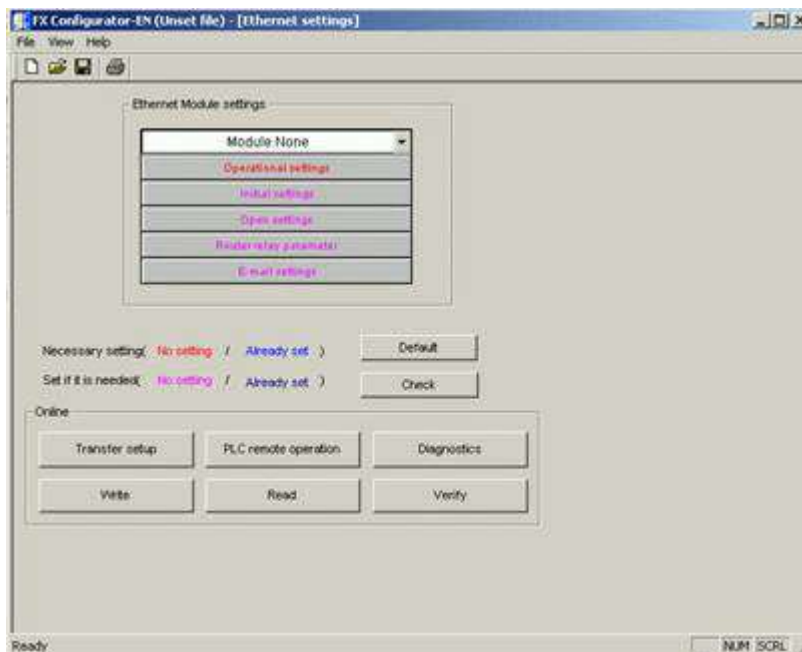 FX Configurator-EN (Unset file) - [Ethernet settings]
File View Help
Ethernet Module settings
Module None
Operational settings
Initial settings
Open settings
Router relay parameter
E-mail settings
Necessary setting( No setting / Already set )
Default
Set if it is needed( No setting / Already set )
Check
Online
Transfer setup
PLC remote operation
Diagnostics
Write
Read
Verify
Ready
NUM SCRL